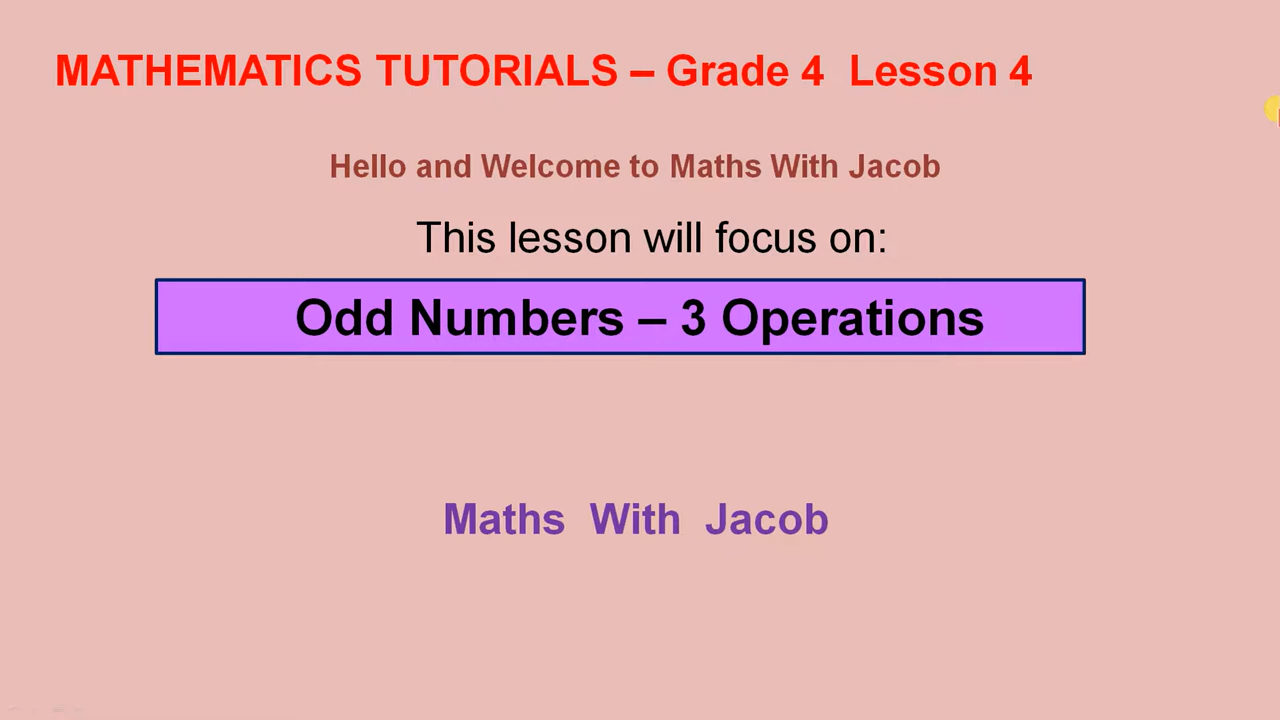 MATHEMATICS TUTORIALS – Grade 4 Lesson 4
Hello and Welcome to Maths With Jacob
This lesson will focus on:
Odd Numbers – 3 Operations
Maths With Jacob